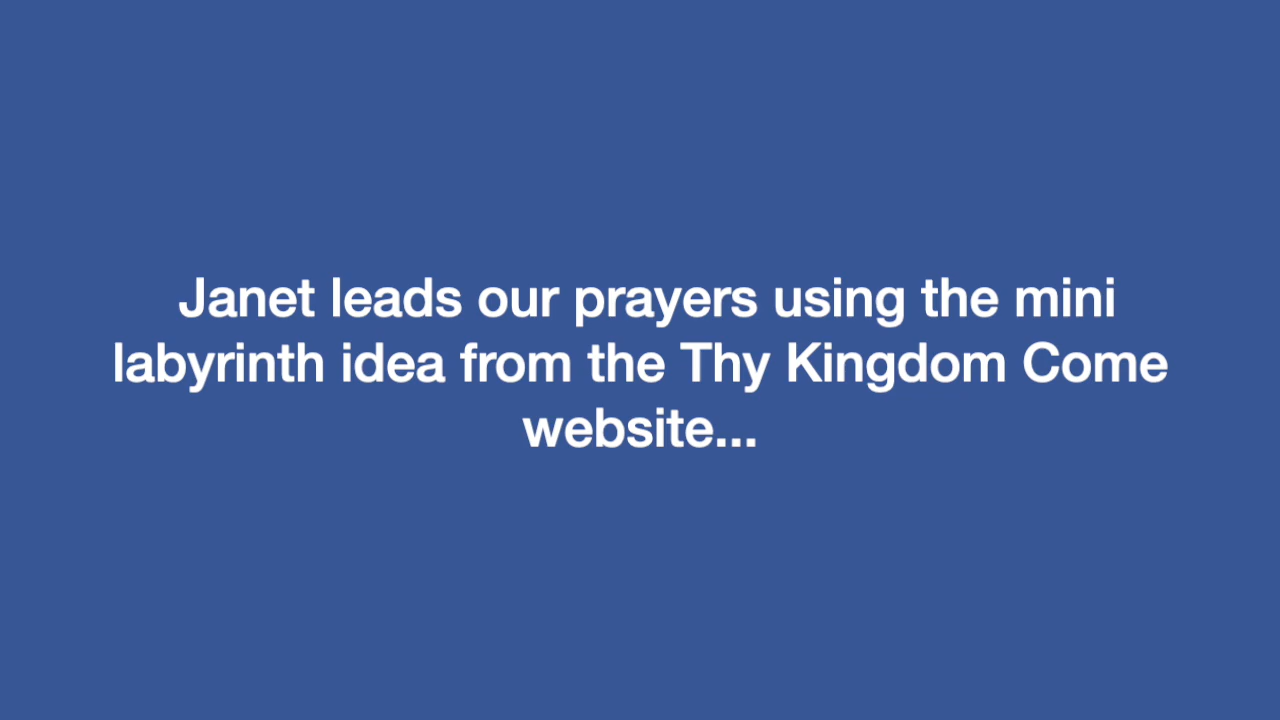 Janet leads our prayers using the mini
labyrinth idea from the Thy Kingdom Come
website...